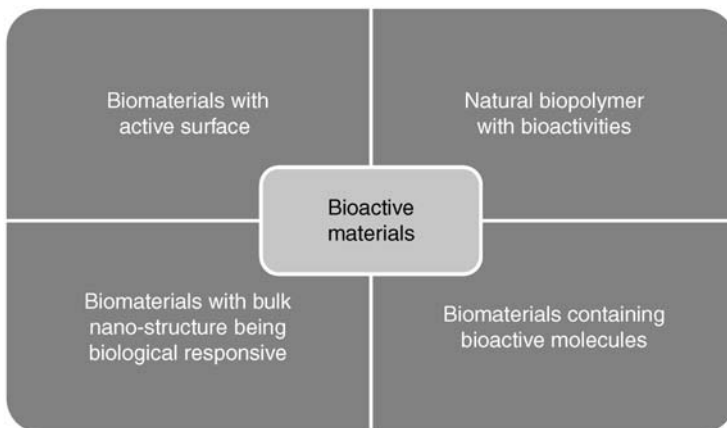 Biomaterials with
active surface
Natural biopolymer
with bioactivities
Bioactive
materials
Biomaterials with bulk
nano-structure being
biological responsive
Biomaterials containing
bioactive molecules